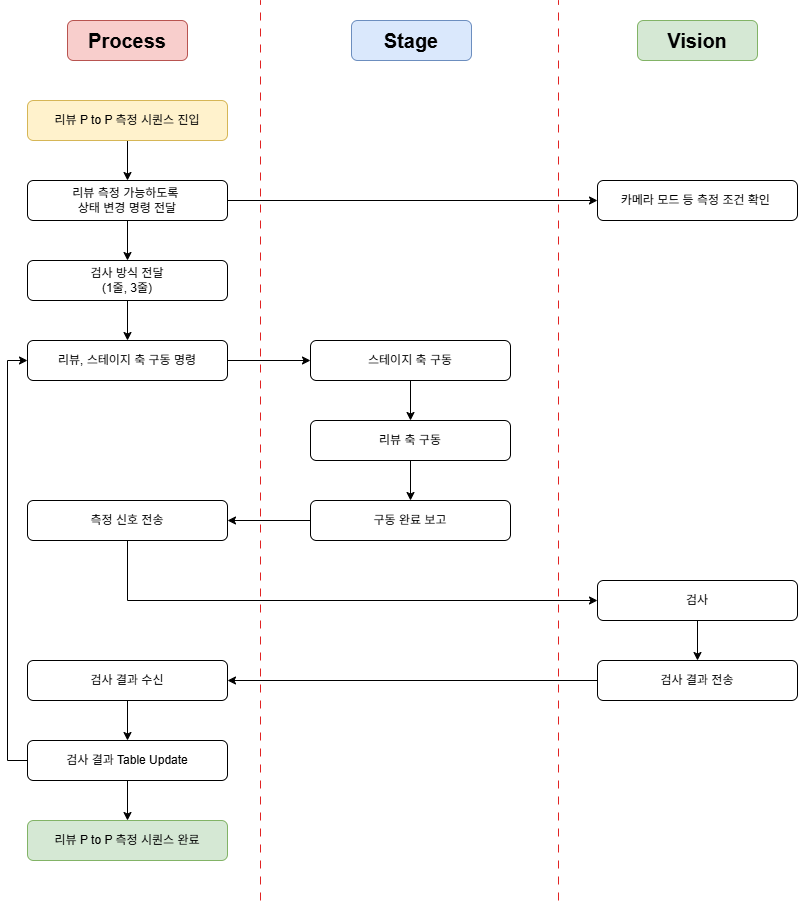 Process
Stage
Vision
리뷰 P to P 측정 시퀀스 진입
리뷰 측정 가능하도록
상태 변경 명령 전달
카메라 모드 등 측정 조건 확인
검사 방식 전달
(1줄, 3줄)
리뷰, 스테이지 축 구동 명령
스테이지 축 구동
리뷰 축 구동
측정 신호 전송
구동 완료 보고
검사
검사 결과 수신
검사 결과 전송
검사 결과 Table Update
리뷰 P to P 측정 시퀀스 완료